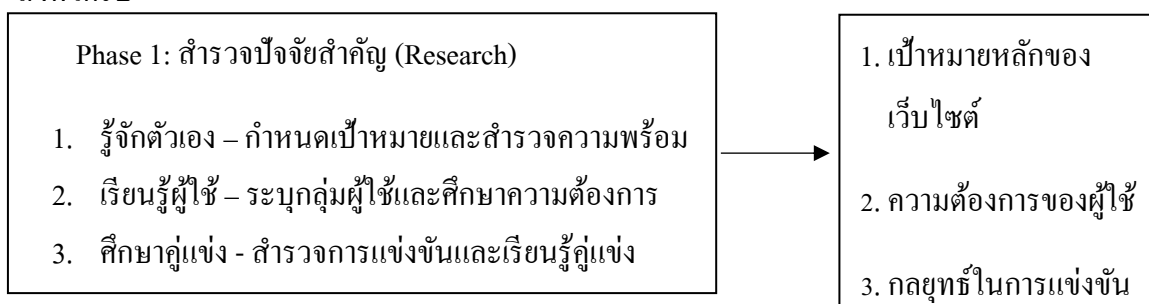 Phase 1: สำรวจปัจจัยสำคัญ (Research)
1. รู้จักตัวเอง – กำหนดเป้าหมายและสำรวจความพร้อม
2. เรียนรู้ผู้ใช้ – ระบุกลุ่มผู้ใช้และศึกษาความต้องการ
3. ศึกษาคู่แข่ง - สำรวจการแข่งขันและเรียนรู้คู่แข่ง
1. เป้าหมายหลักของ
เว็บไซต์
2. ความต้องการของผู้ใช้
3. กลยุทธ์ในการแข่งขัน